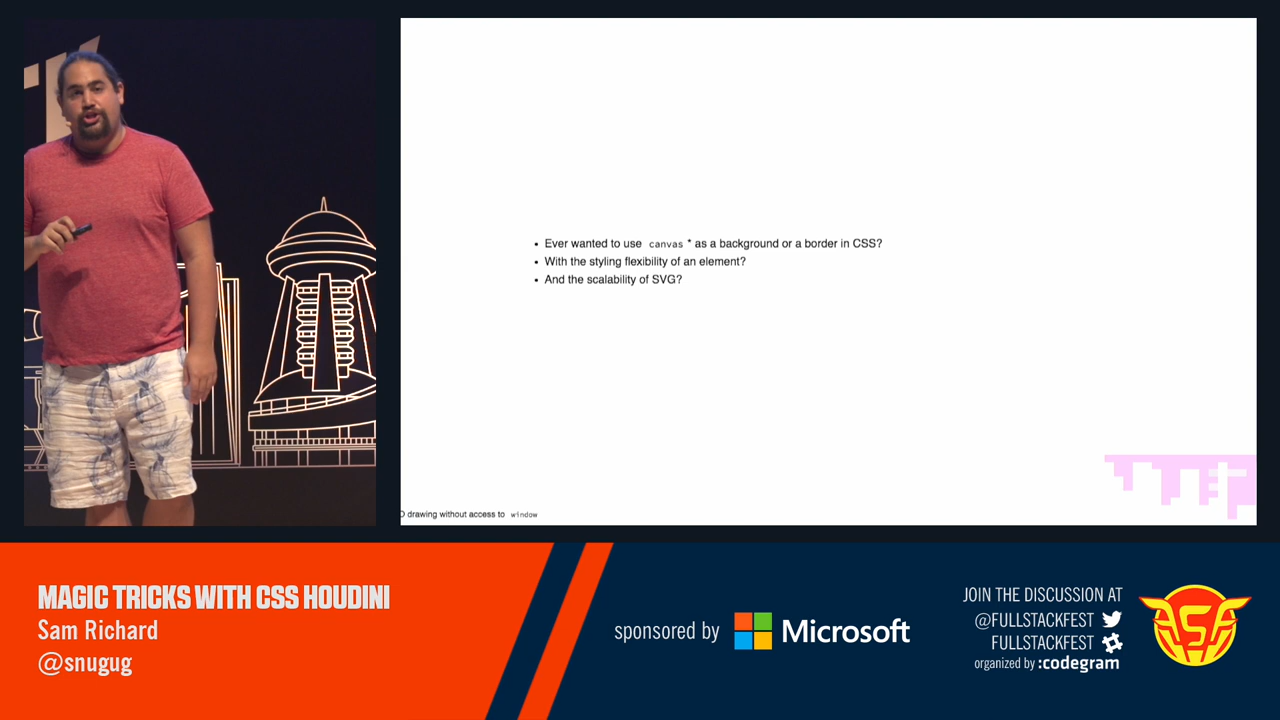 • Ever wanted to use canvas * as a background or a border in CSS?
• With the styling flexibility of an element?
• And the scalability of SVG?
drawing without access to window
MAGIC TRICKS WITH CSS HOUDINI
Sam Richard
@snugug
sponsored by Microsoft
JOIN THE DISCUSSION AT
@FULLSTACKFEST
FULLSTACKFEST
organized by :codegram
FSF